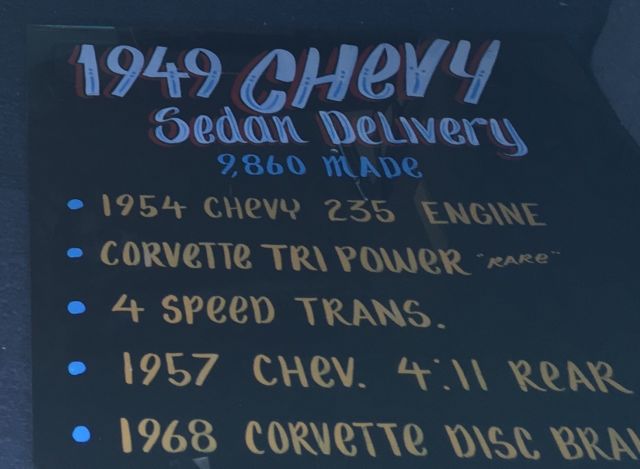 1949 CHeVY
Sedan DeLivery
9,860 MADe
1954 CHeVY 235 ENGINE
CORVeTTe TRI POWeR "RARe"
4 SPeeD TRANS.
1957 CHeV. 4:11 ReAR
1968 CORVeTTe DISC